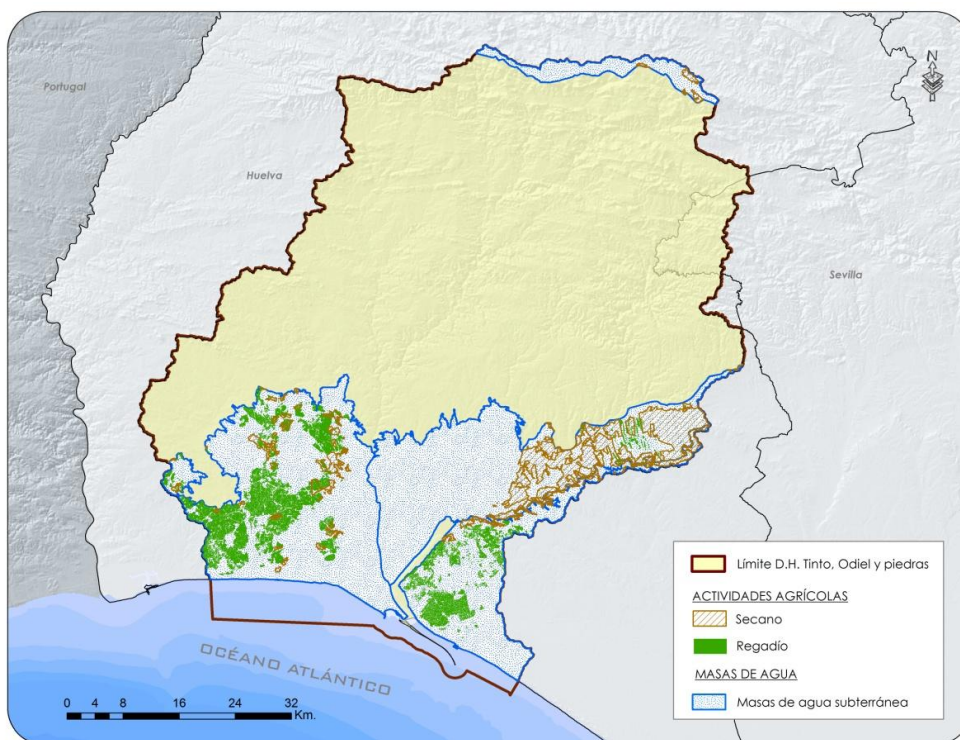 Portugal
N
Huelva
Sevilla
OCÉANO ATLÁNTICO
0 4 8 16 24 32
Km.
Límite D.H. Tinto, Odiel y piedras
ACTIVIDADES AGRÍCOLAS
Secano
Regadío
MASAS DE AGUA
Masas de agua subterránea